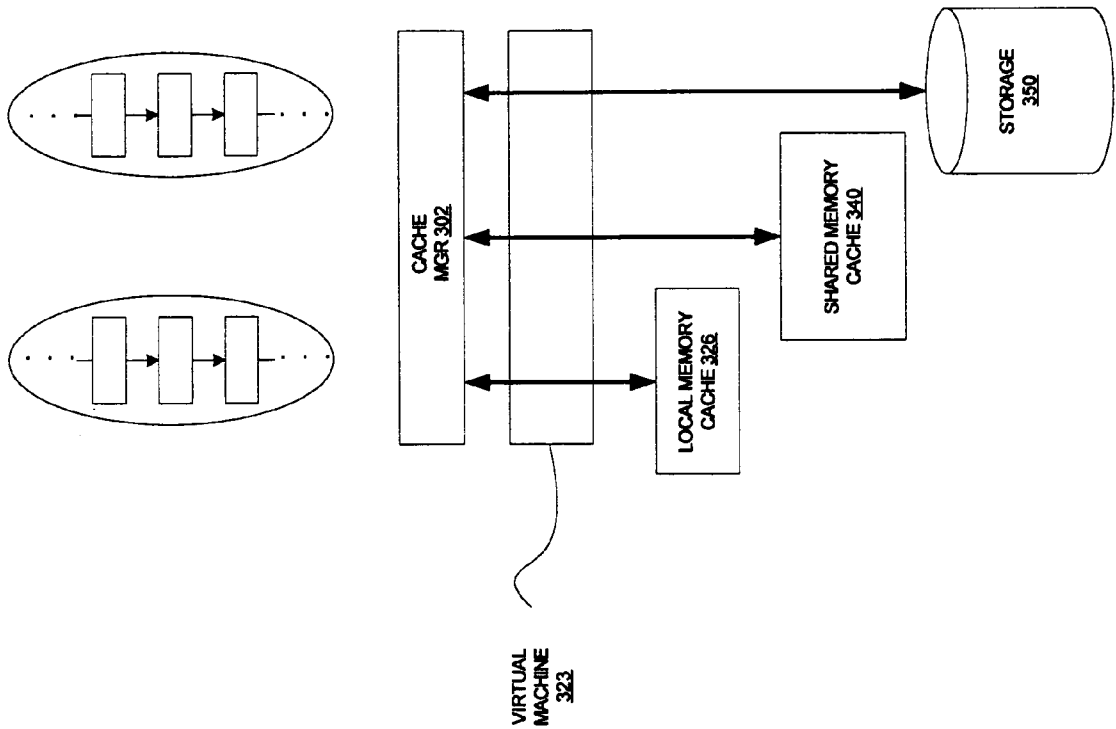 CACHE
MGR 302
VIRTUAL
MACHINE
323
LOCAL MEMORY
CACHE 326
SHARED MEMORY
CACHE 340
STORAGE
350